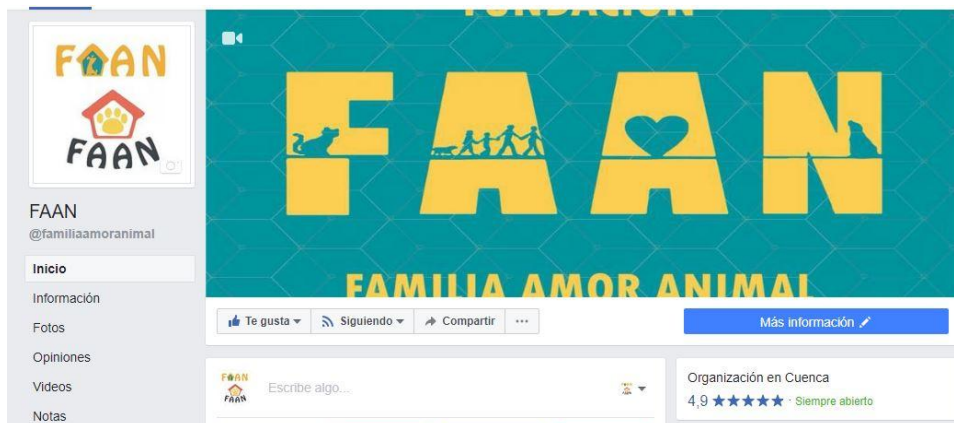 FUNDACIÓN
FAAN
FAMILIA AMOR ANIMAL
FAAN
FAAN
FAAN
@familiaamoranimal
Inicio
Información
Fotos
Opiniones
Videos
Notas
Te gusta
Siguiendo
Compartir
Más información
FAAN
FAAN
Escribe algo...
Organización en Cuenca
4,9 ★★★★★ · Siempre abierto